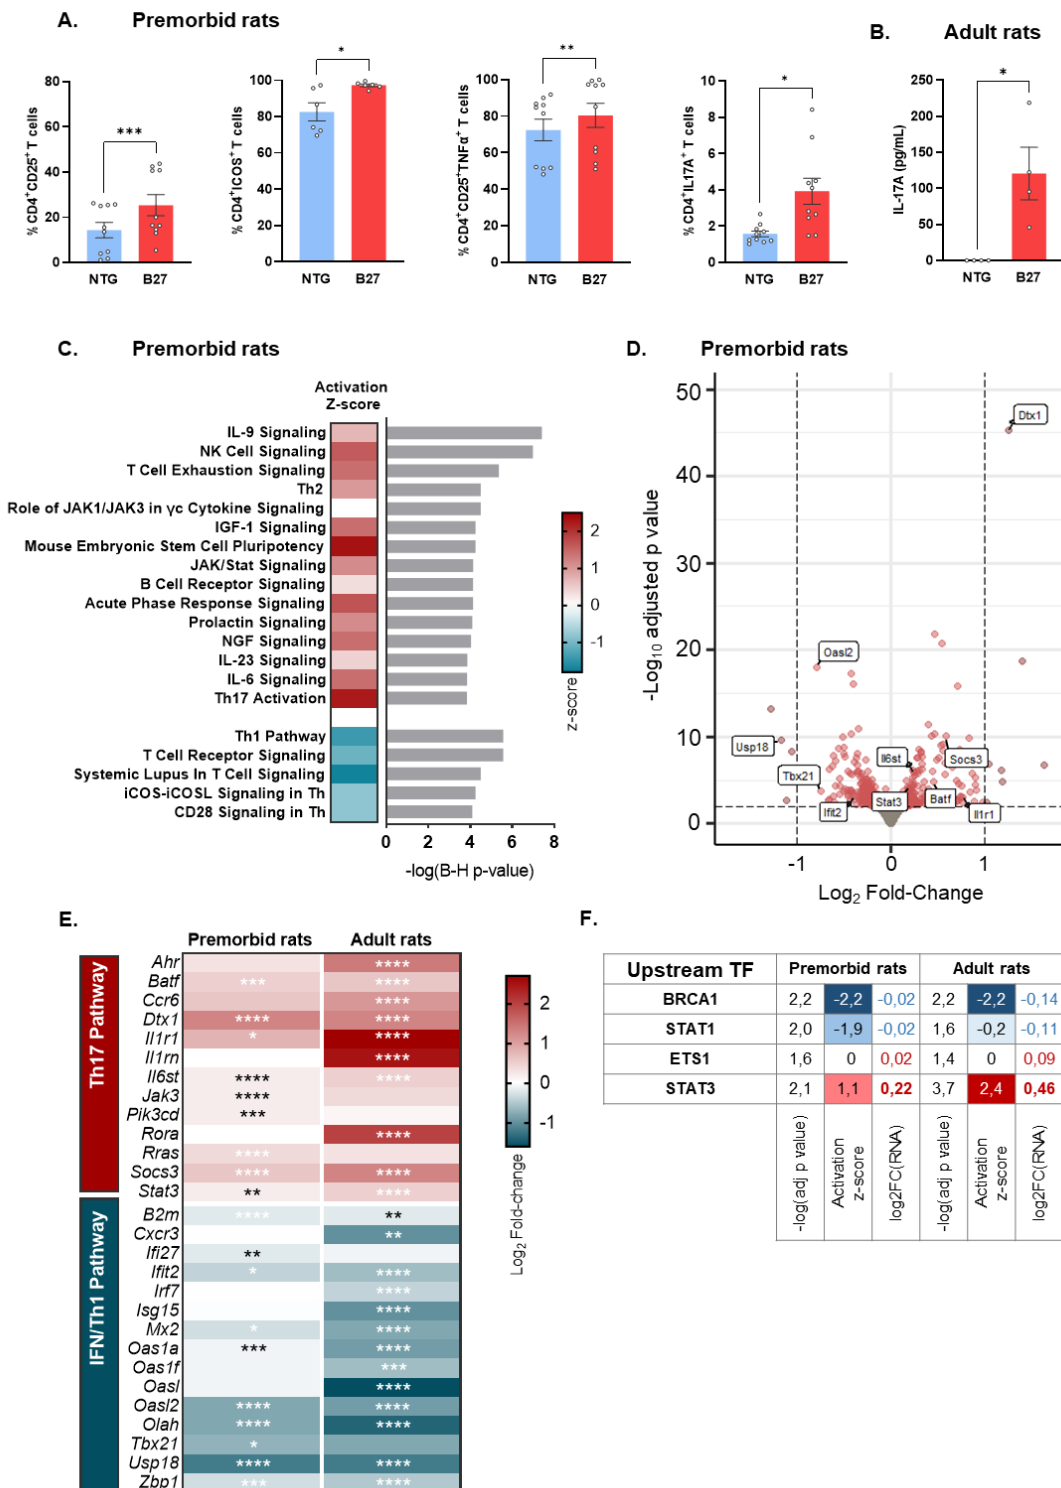 A. Premorbid rats
B. Adult rats
% CD4+CD25+ T cells
80
60
40
20
0
***
NTG B27
% CD4+ICOS+ T cells
100
80
60
40
20
0
*
NTG B27
% CD4+CD25+TNFα+ T cells
100
80
60
40
20
0
**
NTG B27
% CD4+IL17A+ T cells
10
8
6
4
2
0
*
NTG B27
IL-17A (pg/mL)
250
200
150
100
50
0
*
NTG B27
C. Premorbid rats
Activation
Z-score
IL-9 Signaling
NK Cell Signaling
T Cell Exhaustion Signaling
Th2
Role of JAK1/JAK3 in γc Cytokine Signaling
IGF-1 Signaling
Mouse Embryonic Stem Cell Pluripotency
JAK/Stat Signaling
B Cell Receptor Signaling
Acute Phase Response Signaling
Prolactin Signaling
NGF Signaling
IL-23 Signaling
IL-6 Signaling
Th17 Activation
Th1 Pathway
T Cell Receptor Signaling
Systemic Lupus In T Cell Signaling
iCOS-iCOSL Signaling in Th
CD28 Signaling in Th
0 2 4 6 8
-log(B-H p-value)
2
1
0
-1
z-score
D. Premorbid rats
-Log10 adjusted p value
50
40
30
20
10
0
Dtx1
Oasl2
Usp18
Il6st
Socs3
Tbx21
Ifit2
Stat3
Batf
Il1r1
-1 0 1
Log2 Fold-Change
E.
Premorbid rats Adult rats
Th17 Pathway
Ahr ****
Batf *** ****
Ccr6 ****
Dtx1 **** ****
Il1r1 * ****
Il1rn ****
Il6st **** ****
Jak3 ****
Pik3cd ***
Rora ****
Rras ****
Socs3 **** ****
Stat3 ** ****
IFN/Th1 Pathway
B2m **** **
Cxcr3 **
Ifi27 **
Ifit2 * ****
Irf7 ****
Isg15 ****
Mx2 * ****
Oas1a *** ****
Oas1f ***
Oasl ****
Oasl2 **** ****
Olah **** ****
Tbx21 *
Usp18 **** ****
Zbp1 *** ****
2
1
0
-1
Log2 Fold-change
F.
Upstream TF Premorbid rats Adult rats
BRCA1 2,2 -2,2 -0,02 2,2 -2,2 -0,14
STAT1 2,0 -1,9 -0,02 1,6 -0,2 -0,11
ETS1 1,6 0 0,02 1,4 0 0,09
STAT3 2,1 1,1 0,22 3,7 2,4 0,46
-log(adj p value)
Activation
z-score
log2FC(RNA)
-log(adj p value)
Activation
z-score
log2FC(RNA)